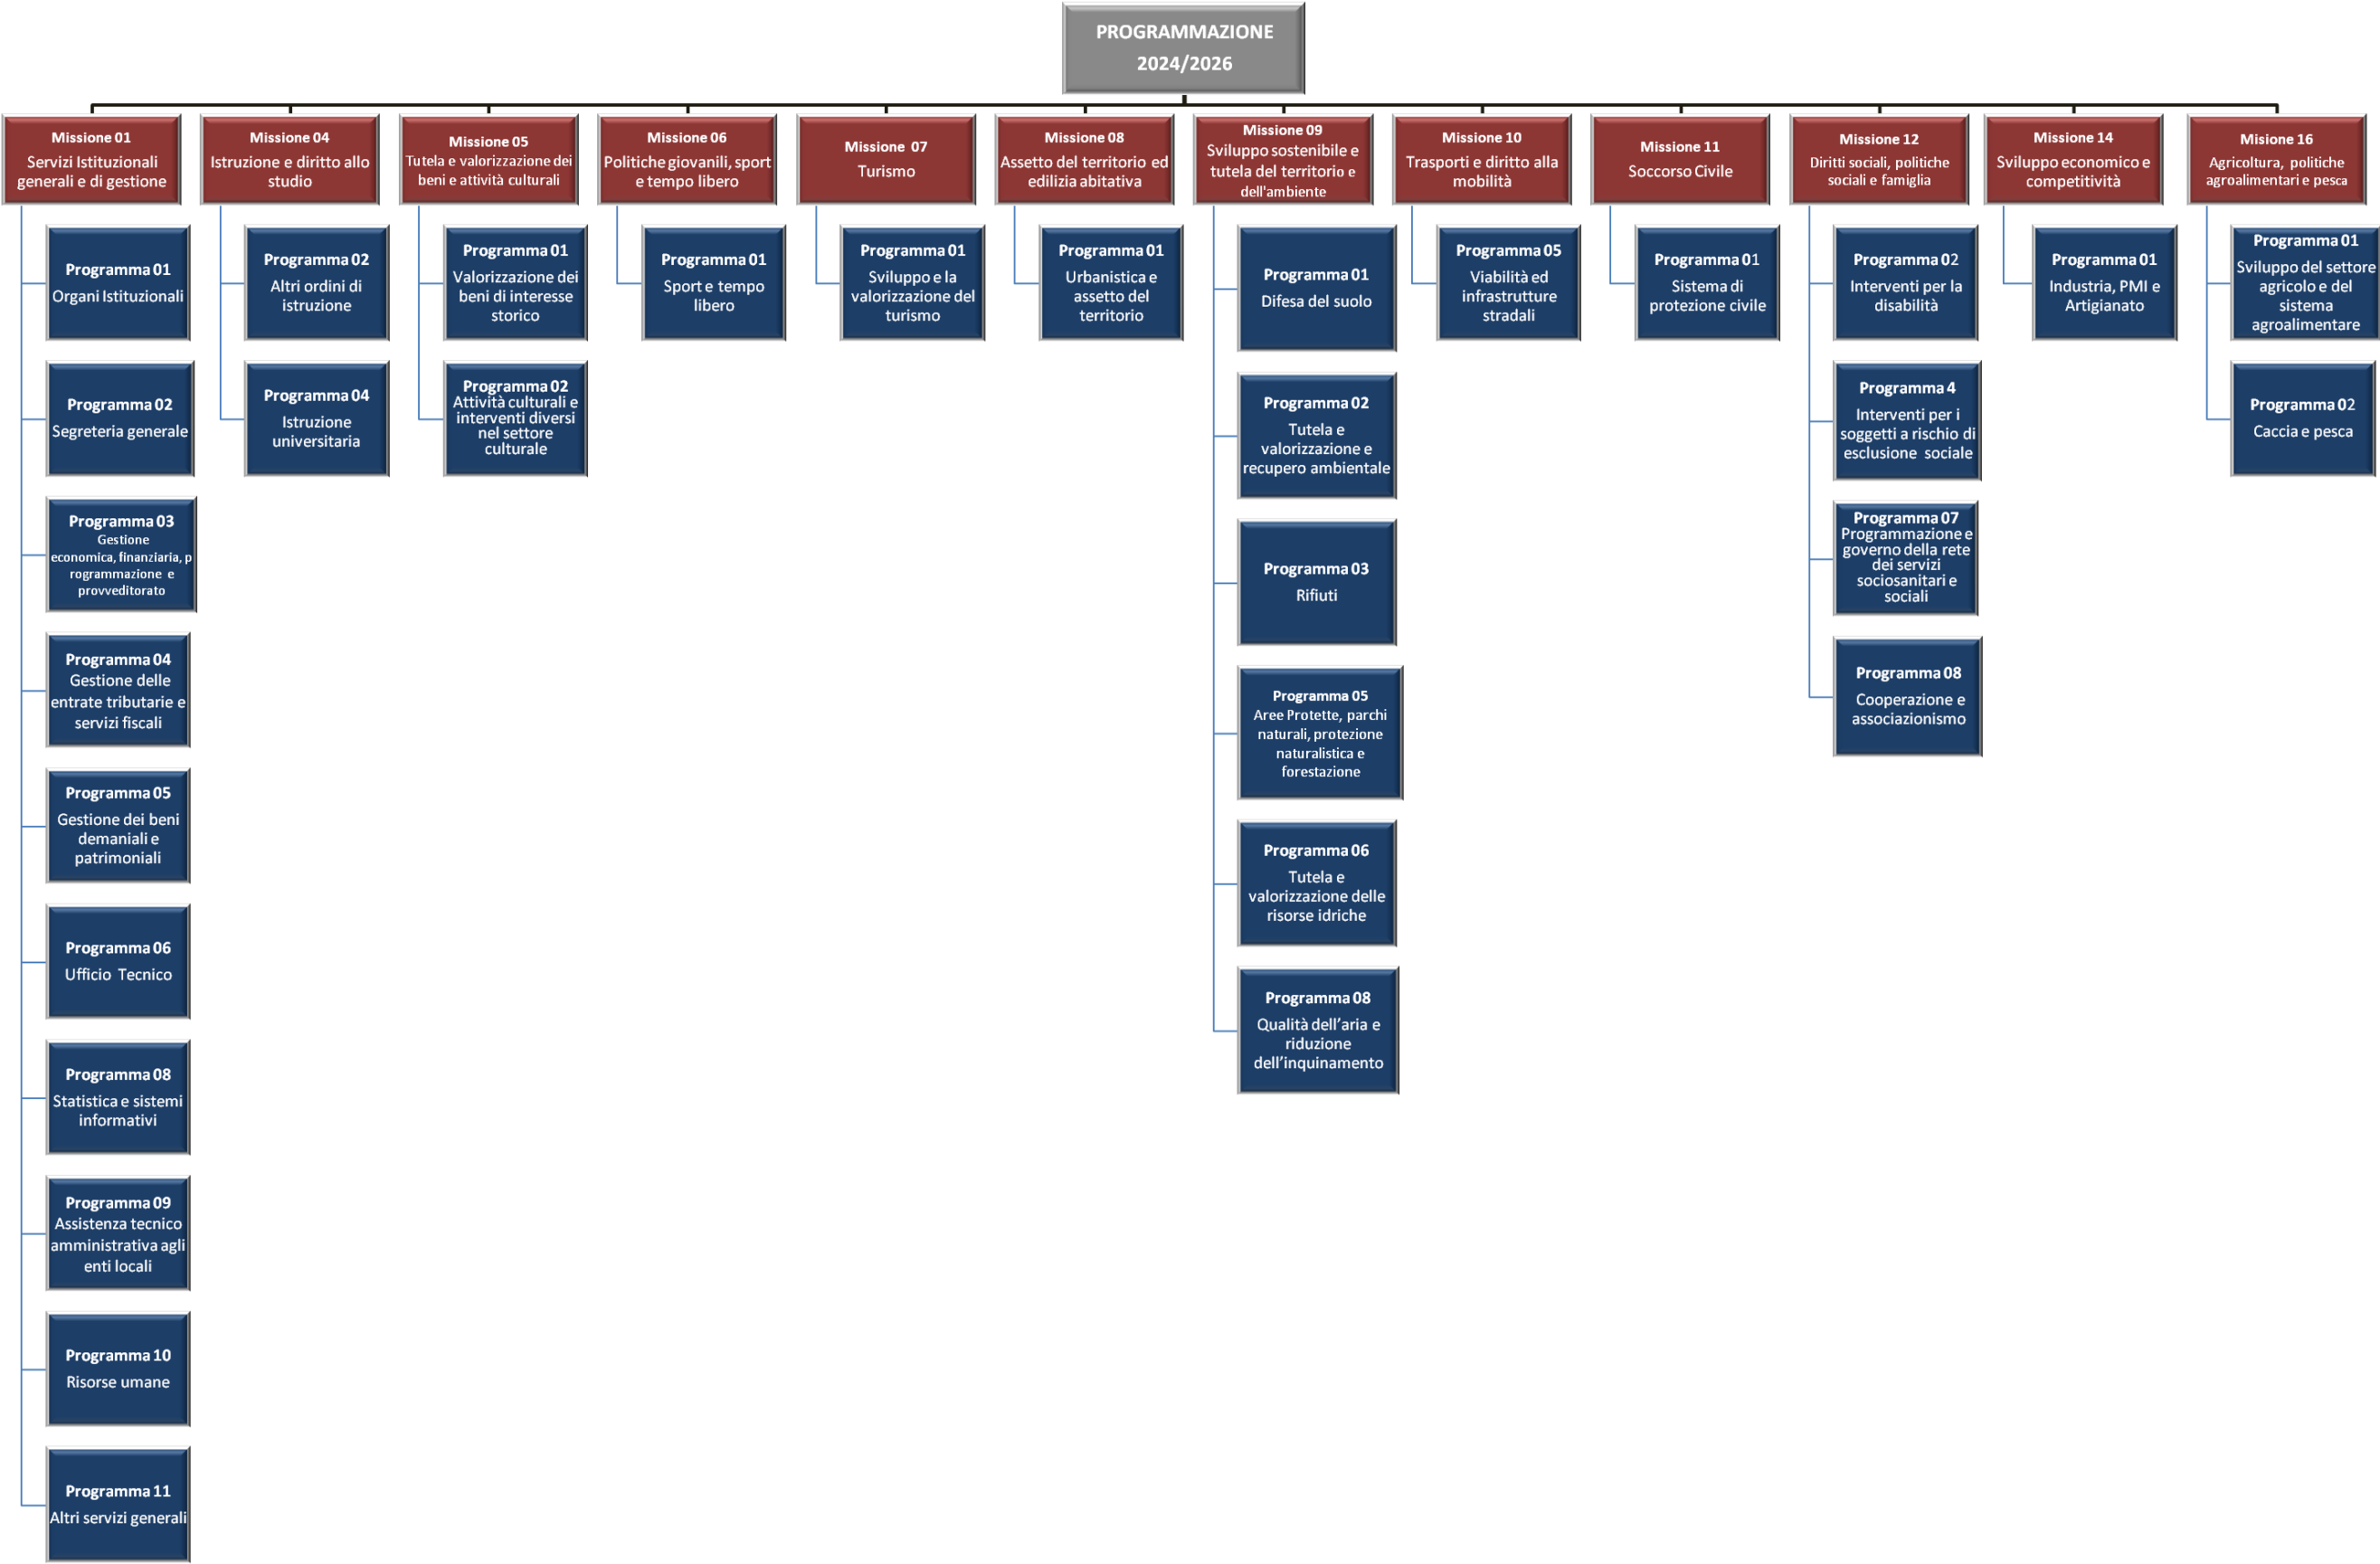 PROGRAMMAZIONE
2024/2026
Missione 01
Servizi Istituzionali
generali e di gestione
Programma 01
Organi Istituzionali
Programma 02
Segreteria generale
Programma 03
Gestione
economica, finanziaria, p
rogrammazione e
provveditorato
Programma 04
Gestione delle
entrate tributarie e
servizi fiscali
Programma 05
Gestione dei beni
demaniali e
patrimoniali
Programma 06
Ufficio Tecnico
Programma 08
Statistica e sistemi
informativi
Programma 09
Assistenza tecnico
amministrativa agli
enti locali
Programma 10
Risorse umane
Programma 11
Altri servizi generali
Missione 04
Istruzione e diritto allo
studio
Programma 02
Altri ordini di
istruzione
Programma 04
Istruzione
universitaria
Missione 05
Tutela e valorizzazione dei
beni e attività culturali
Programma 01
Valorizzazione dei
beni di interesse
storico
Programma 02
Attività culturali e
interventi diversi
nel settore
culturale
Missione 06
Politiche giovanili, sport
e tempo libero
Programma 01
Sport e tempo
libero
Missione 07
Turismo
Programma 01
Sviluppo e la
valorizzazione del
turismo
Missione 08
Assetto del territorio ed
edilizia abitativa
Programma 01
Urbanistica e
assetto del
territorio
Missione 09
Sviluppo sostenibile e
tutela del territorio e
dell'ambiente
Programma 01
Difesa del suolo
Programma 02
Tutela e
valorizzazione e
recupero ambientale
Programma 03
Rifiuti
Programma 05
Aree Protette, parchi
naturali, protezione
naturalistica e
forestazione
Programma 06
Tutela e
valorizzazione delle
risorse idriche
Programma 08
Qualità dell’aria e
riduzione
dell’inquinamento
Missione 10
Trasporti e diritto alla
mobilità
Programma 05
Viabilità ed
infrastrutture
stradali
Missione 11
Soccorso Civile
Programma 01
Sistema di
protezione civile
Missione 12
Diritti sociali, politiche
sociali e famiglia
Programma 02
Interventi per la
disabilità
Programma 4
Interventi per i
soggetti a rischio di
esclusione sociale
Programma 07
Programmazione e
governo della rete
dei servizi
sociosanitari e
sociali
Programma 08
Cooperazione e
associazionismo
Missione 14
Sviluppo economico e
competitività
Programma 01
Industria, PMI e
Artigianato
Misione 16
Agricoltura, politiche
agroalimentari e pesca
Programma 01
Sviluppo del settore
agricolo e del
sistema
agroalimentare
Programma 02
Caccia e pesca